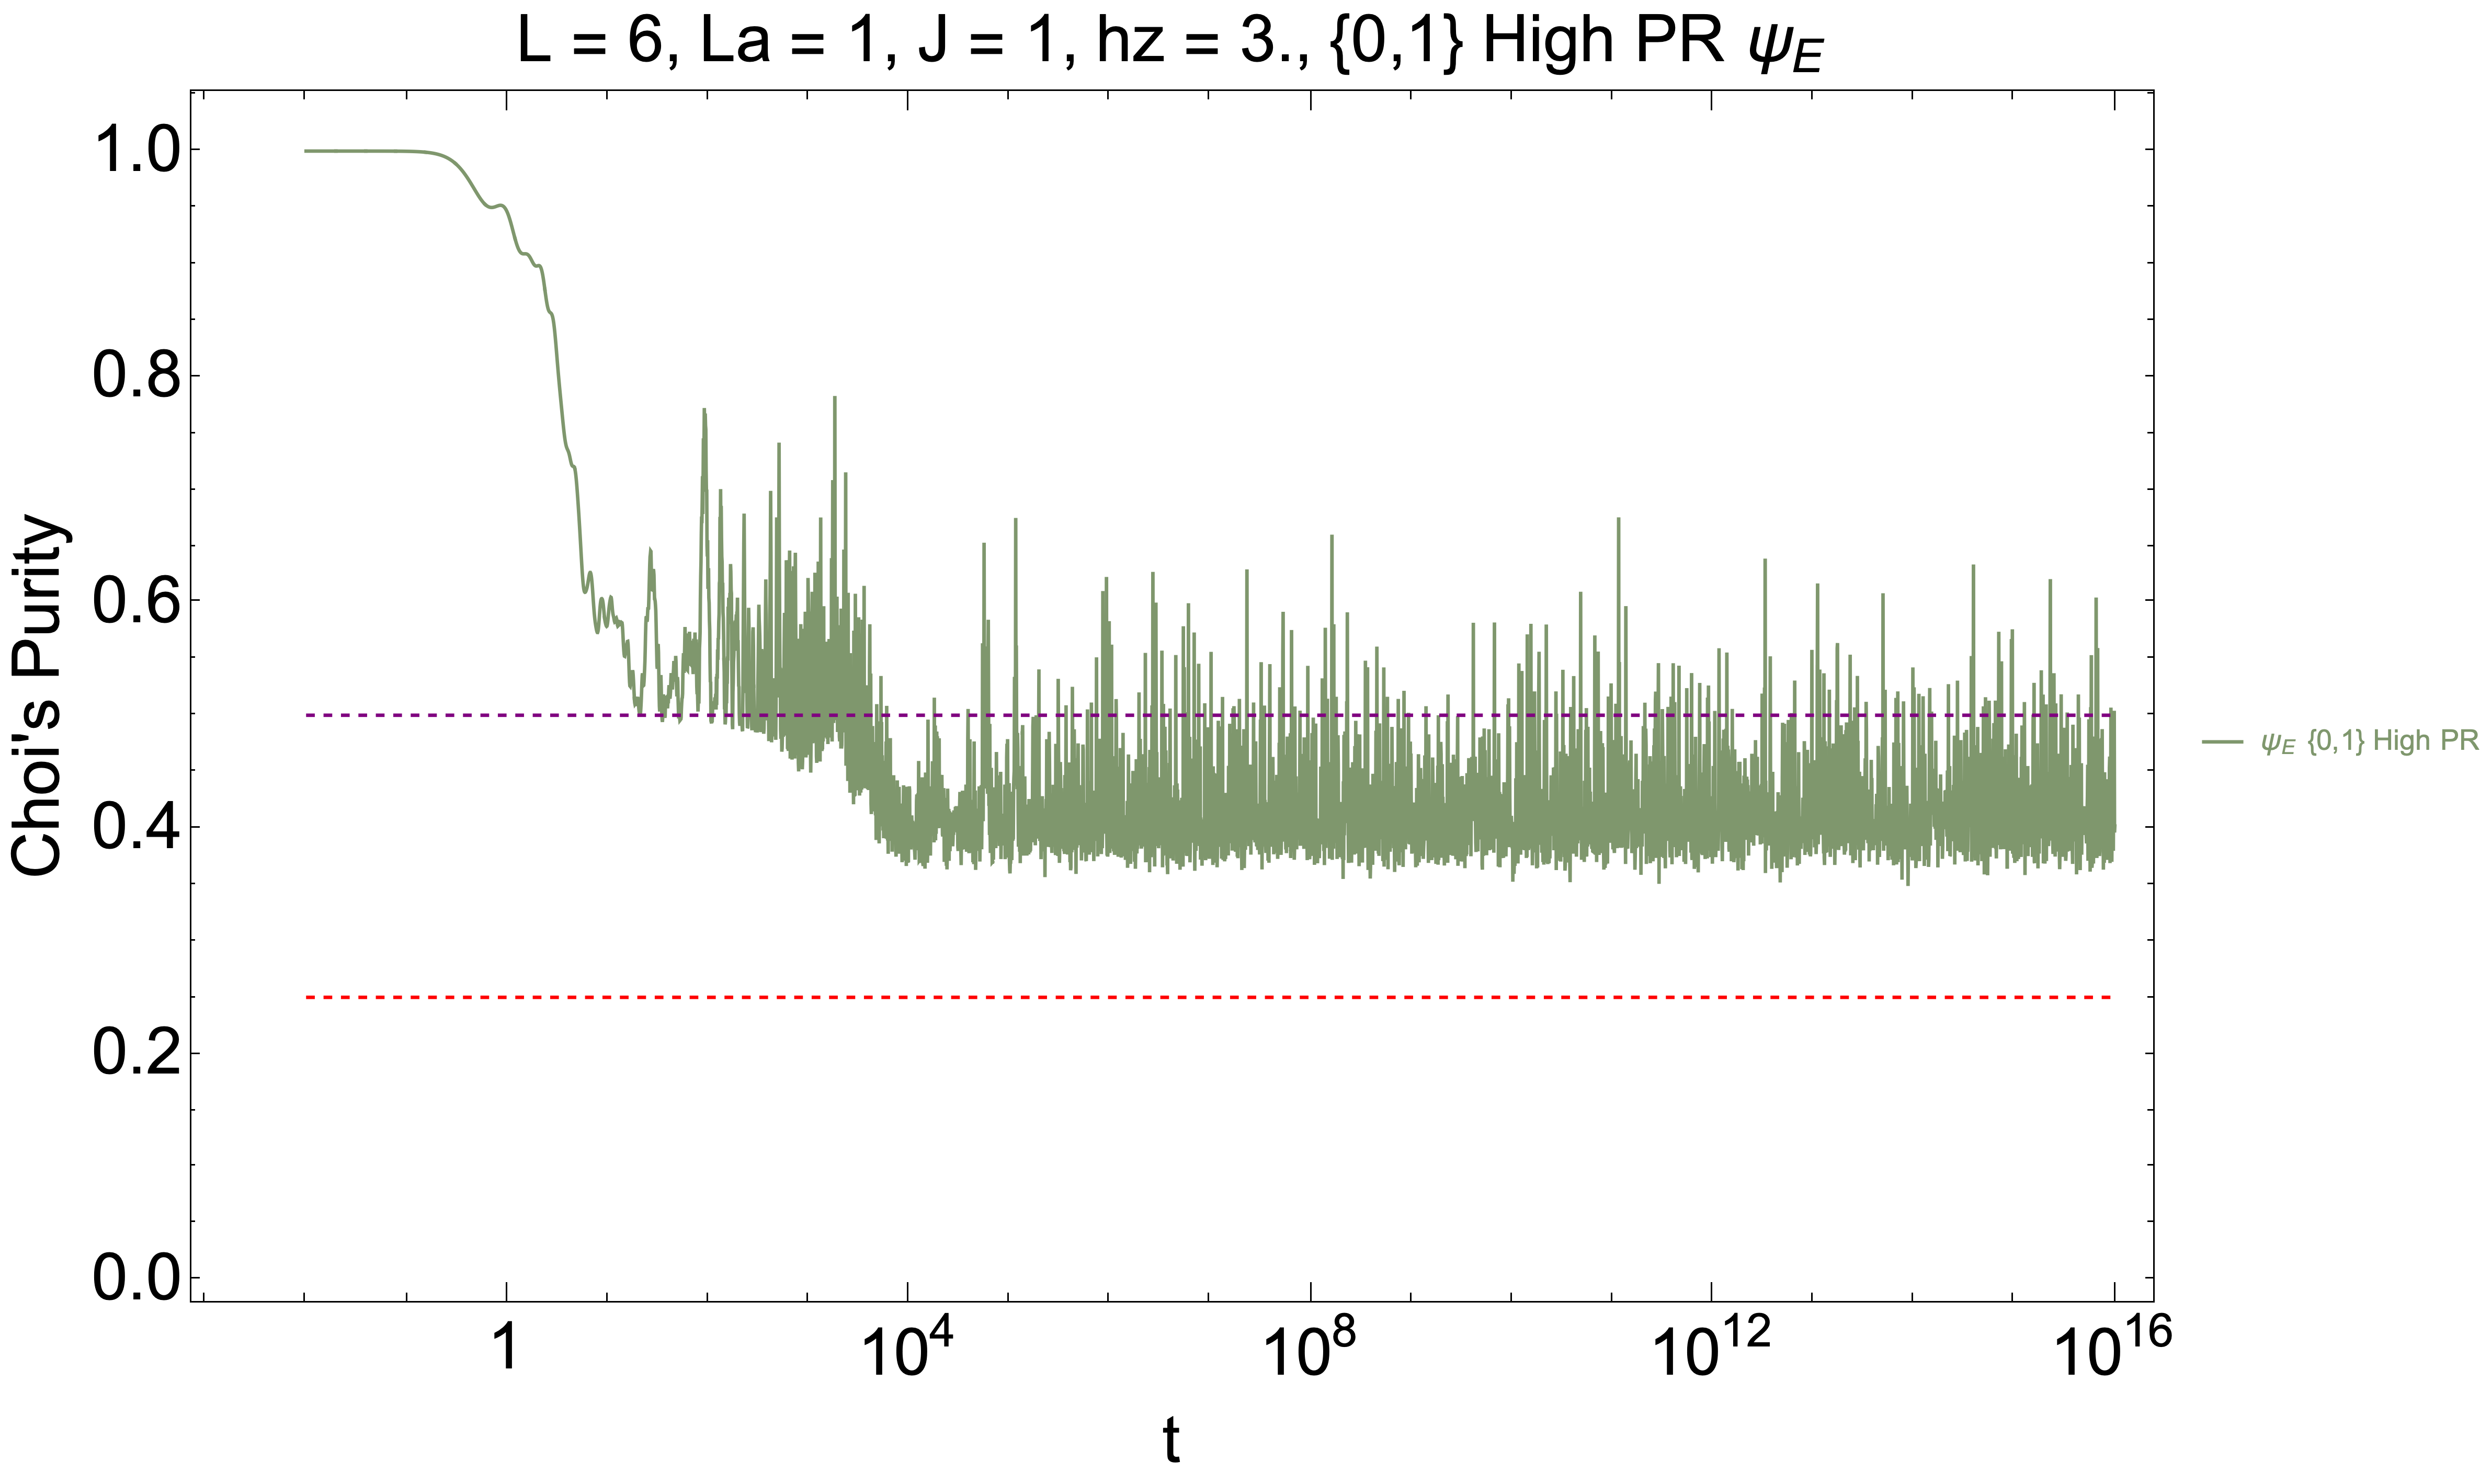 L = 6, La = 1, J = 1, hz = 3., {0,1} High PR ψE
Choi's Purity
1.0
0.8
0.6
0.4
0.2
0.0
1
10^4
10^8
10^12
10^16
t
ψE {0,1} High PR